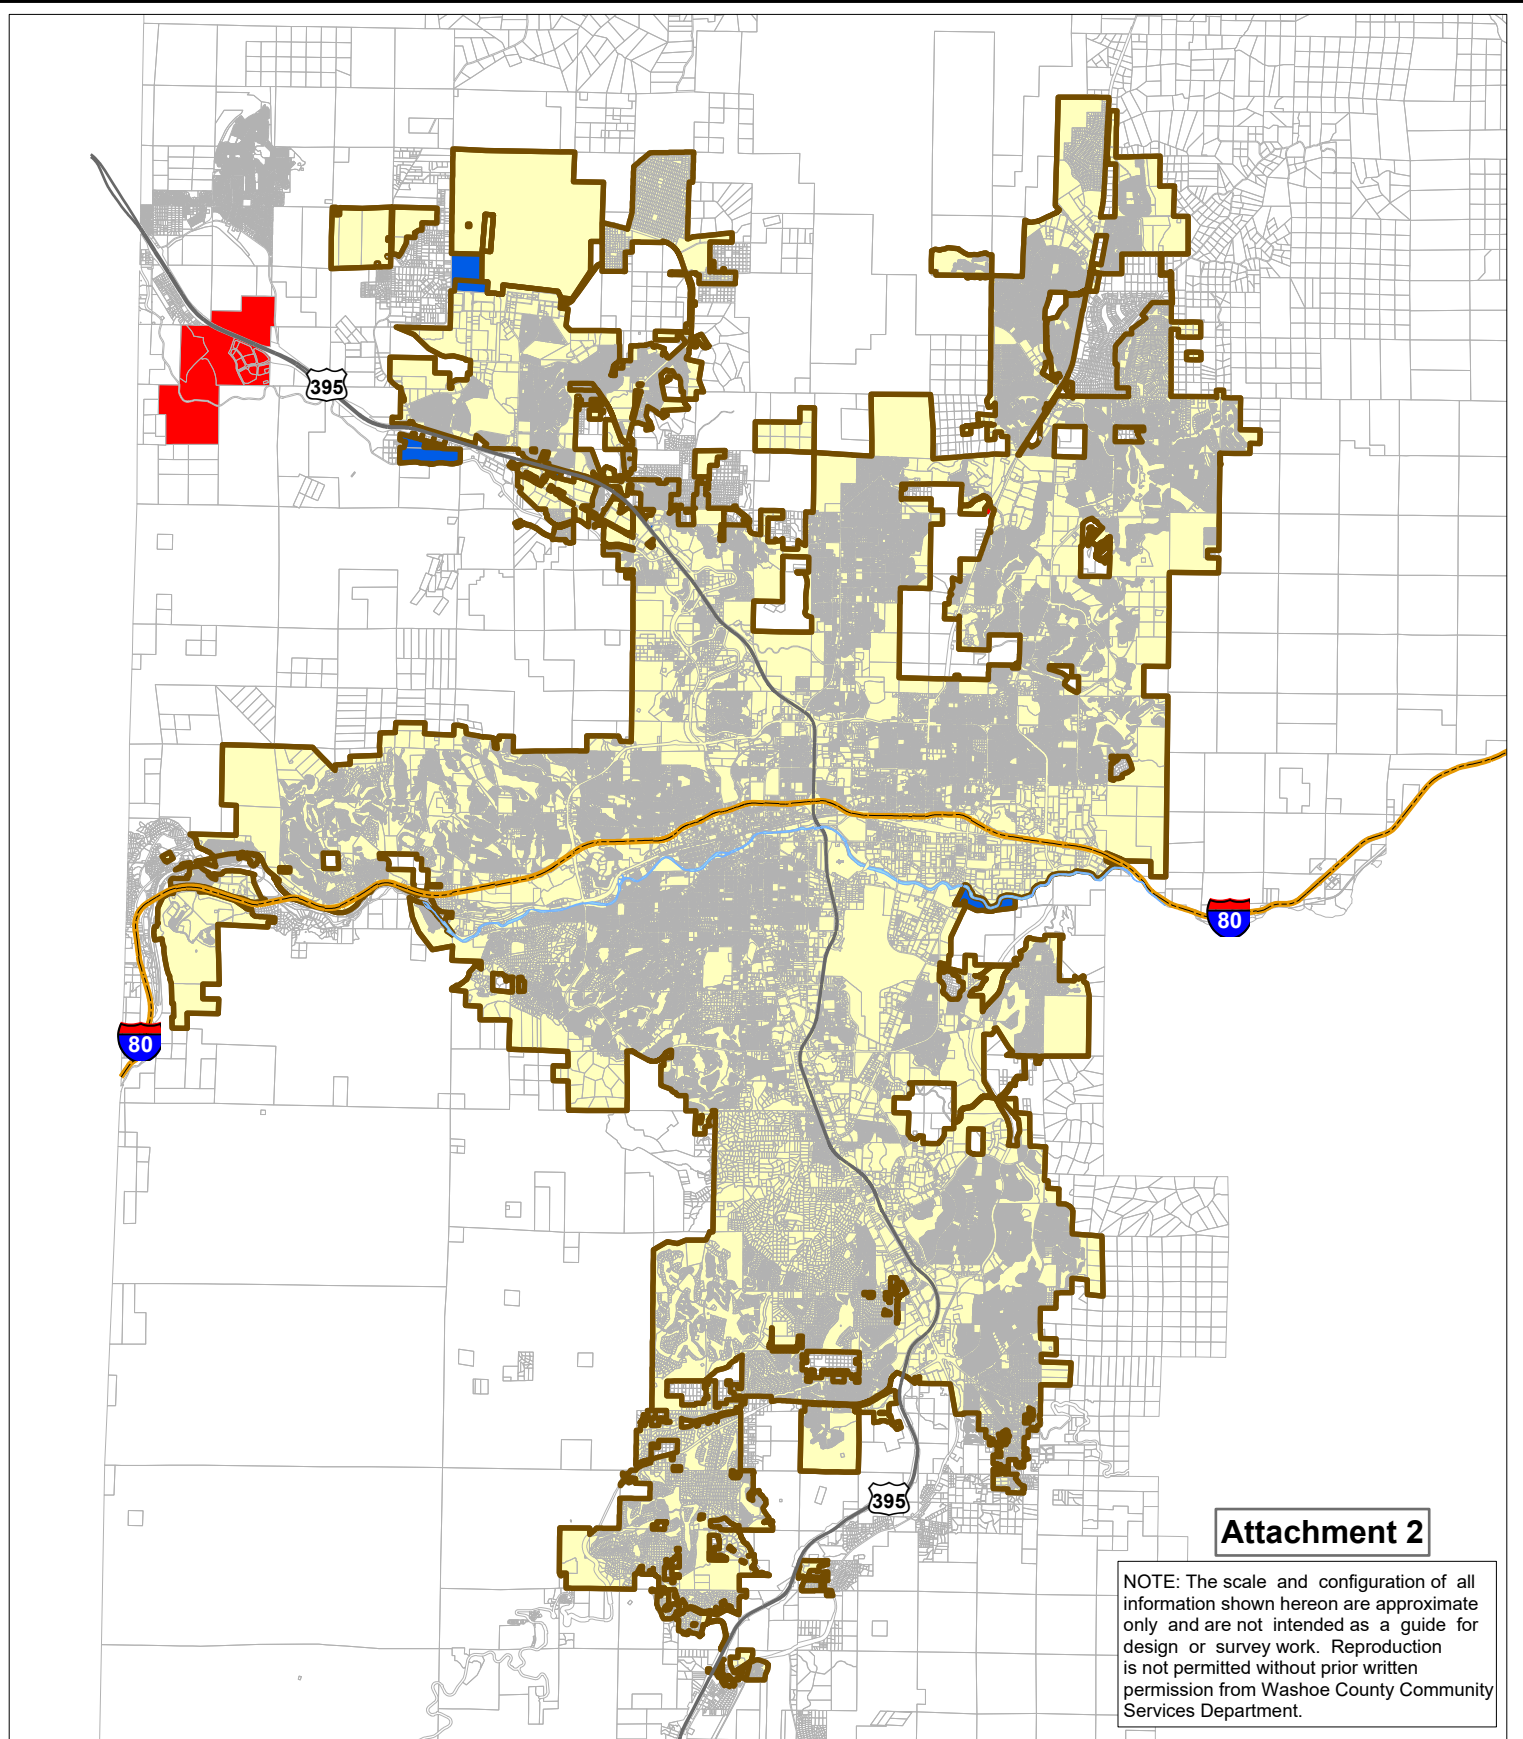 395
80
80
395
Attachment 2
NOTE: The scale and configuration of all
information shown hereon are approximate
only and are not intended as a guide for
design or survey work. Reproduction
is not permitted without prior written
permission from Washoe County Community
Services Department.